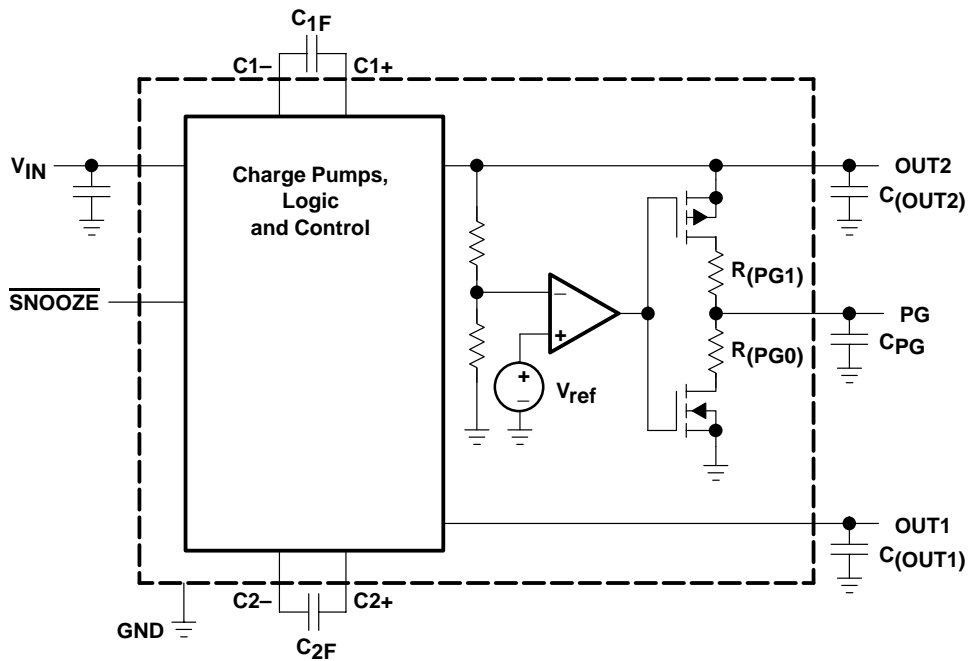 C1F
C1–
C1+
VIN
Charge Pumps,
Logic
and Control
OUT2
C(OUT2)
SNOOZE
R(PG1)
PG
CPG
R(PG0)
–
+
+
–
Vref
OUT1
C(OUT1)
C2–
C2+
GND
C2F